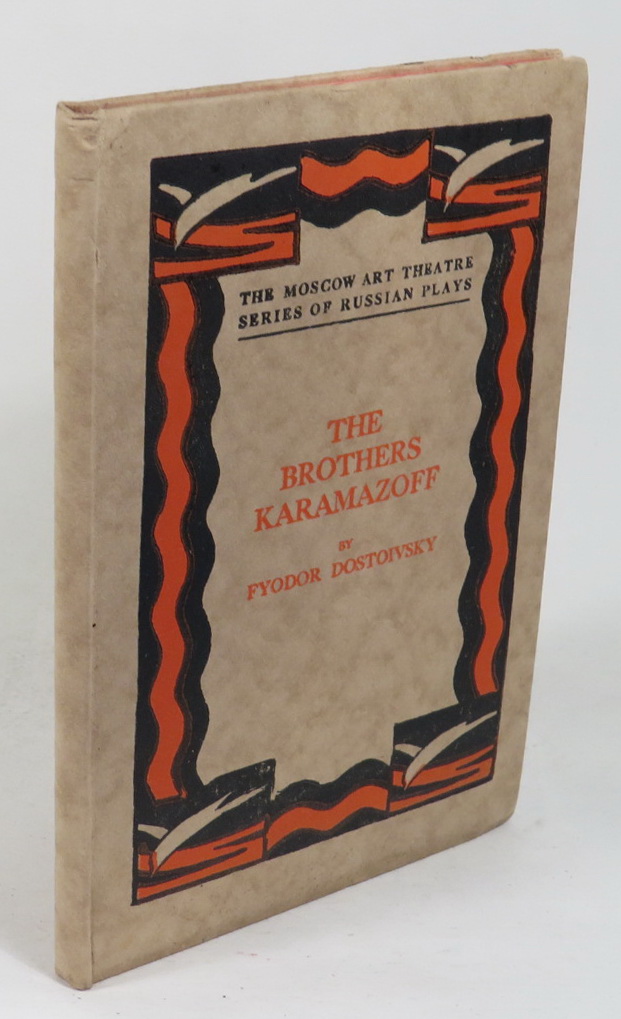 THE MOSCOW ART THEATRE
SERIES OF RUSSIAN PLAYS
THE
BROTHERS
KARAMAZOFF
BY
FYODOR DOSTOIVSKY